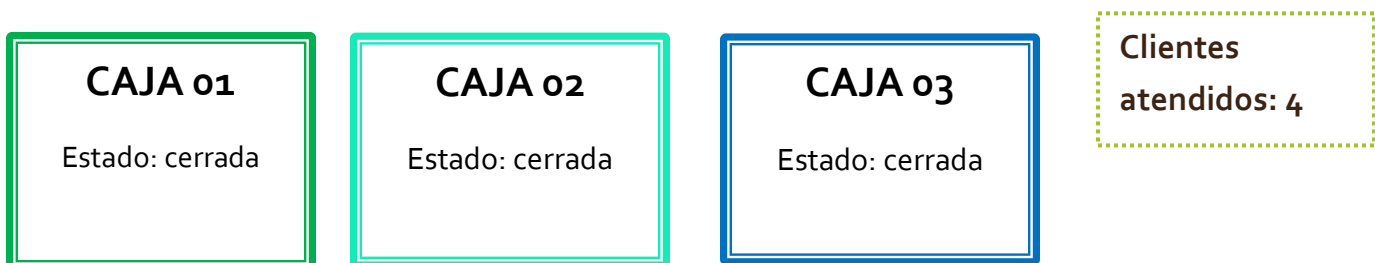 CAJA 01
Estado: cerrada
CAJA 02
Estado: cerrada
CAJA 03
Estado: cerrada
Clientes
atendidos: 4